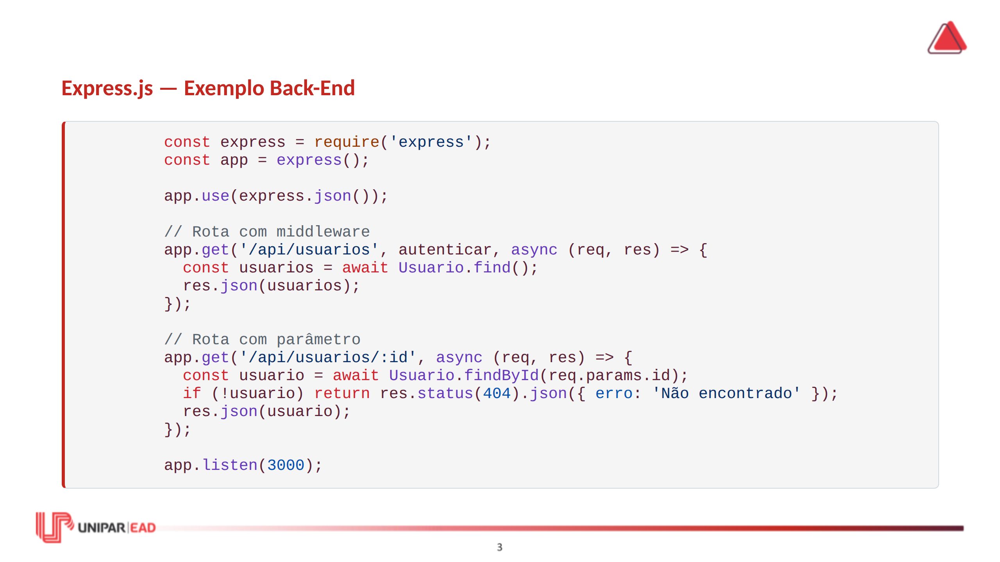 Express.js — Exemplo Back-End
const express = require('express');
const app = express();
app.use(express.json());
// Rota com middleware
app.get('/api/usuarios', autenticar, async (req, res) => {
  const usuarios = await Usuario.find();
  res.json(usuarios);
});
// Rota com parâmetro
app.get('/api/usuarios/:id', async (req, res) => {
  const usuario = await Usuario.findById(req.params.id);
  if (!usuario) return res.status(404).json({ erro: 'Não encontrado' });
  res.json(usuario);
});
app.listen(3000);
UNIPAR|EAD
3